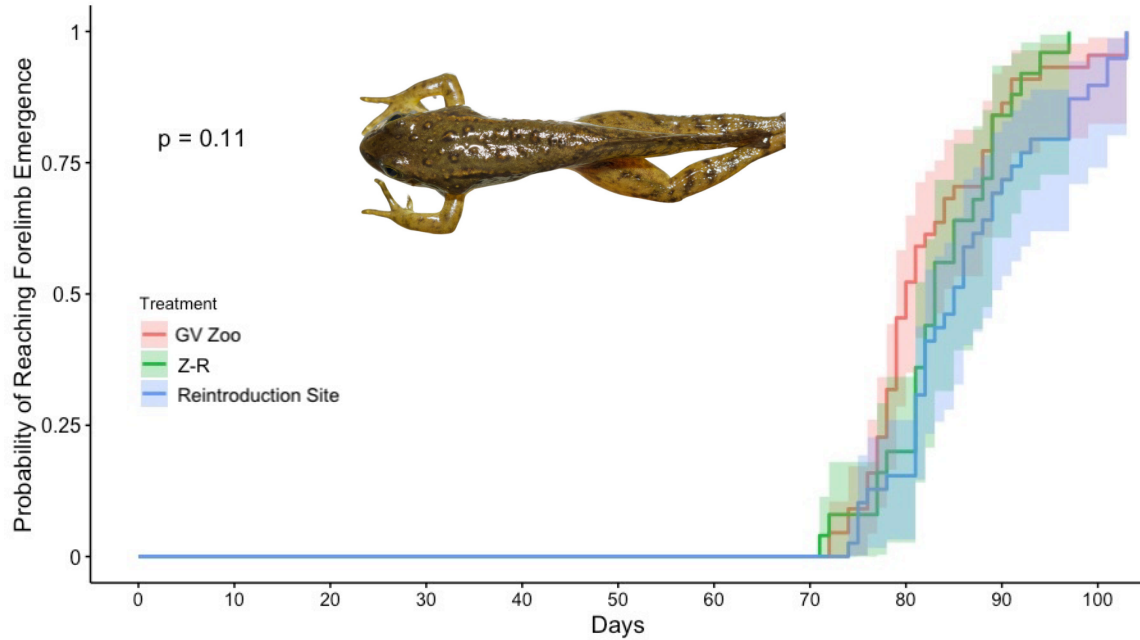 Probability of Reaching Forelimb Emergence
1
0.75
0.5
0.25
0
p = 0.11
Treatment
GV Zoo
Z-R
Reintroduction Site
0 10 20 30 40 50 60 70 80 90 100
Days